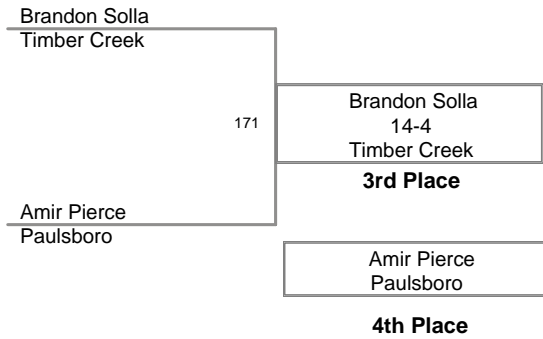 Brandon Solla
Timber Creek
171
Brandon Solla
14-4
Timber Creek
3rd Place
Amir Pierce
Paulsboro
Amir Pierce
Paulsboro
4th Place